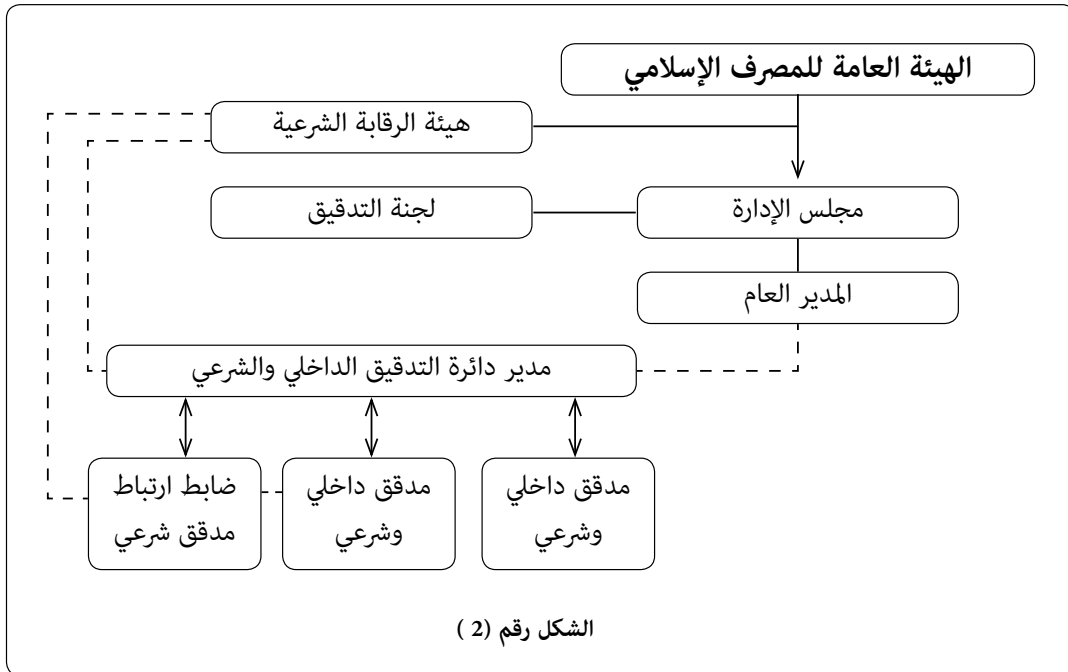 الهيئة العامة للمصرف الإسلامي
هيئة الرقابة الشرعية
مجلس الإدارة
لجنة التدقيق
المدير العام
مدير دائرة التدقيق الداخلي والشرعي
مدقق داخلي
وشرعي
مدقق داخلي
وشرعي
ضابط ارتباط
مدقق شرعي
الشكل رقم (2 )